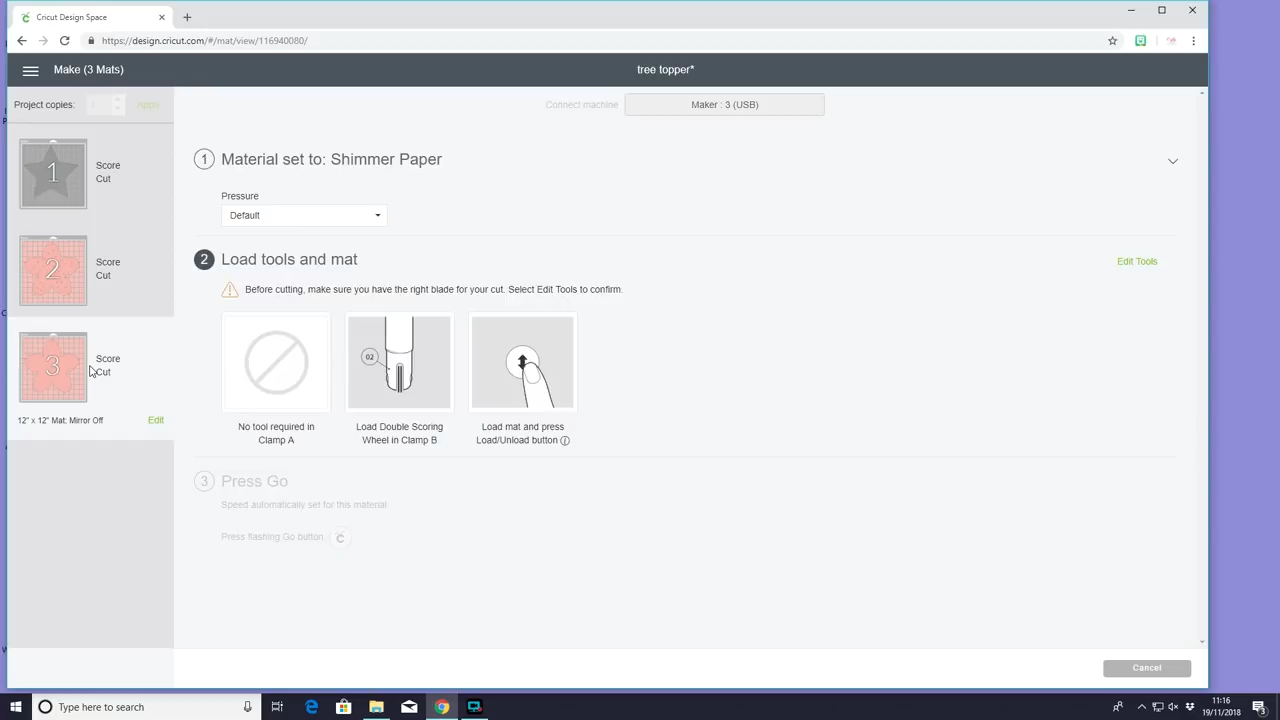 Cricut Design Space
https://design.cricut.com/#/mat/view/116940080/
Make (3 Mats)
tree topper*
Project copies:
1
Apply
Connect machine
Maker : 3 (USB)
1
Score
Cut
2
Score
Cut
3
Score
Cut
12" x 12" Mat: Mirror Off
Edit
1
Material set to: Shimmer Paper
Pressure
Default
2
Load tools and mat
Edit Tools
Before cutting, make sure you have the right blade for your cut. Select Edit Tools to confirm.
02
No tool required in
Clamp A
Load Double Scoring
Wheel in Clamp B
Load mat and press
Load/Unload button
3
Press Go
Speed automatically set for this material
Press flashing Go button
Cancel
Type here to search
11:16
19/11/2018
3